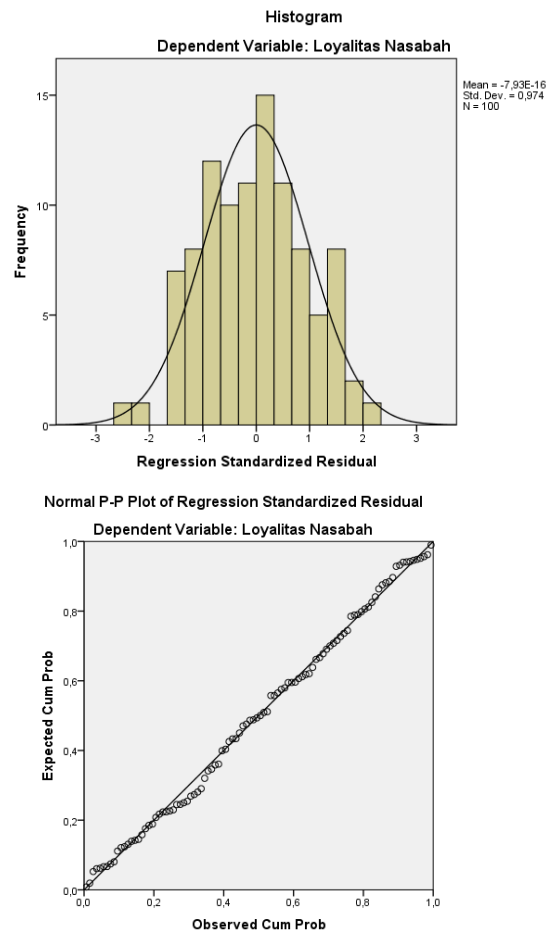 Histogram
Dependent Variable: Loyalitas Nasabah
Mean = -7,93E-16
Std. Dev. = 0,974
N = 100
Frequency
15
10
5
0
-3 -2 -1 0 1 2 3
Regression Standardized Residual
Normal P-P Plot of Regression Standardized Residual
Dependent Variable: Loyalitas Nasabah
Expected Cum Prob
1,0
0,8
0,6
0,4
0,2
0,0
0,0 0,2 0,4 0,6 0,8 1,0
Observed Cum Prob